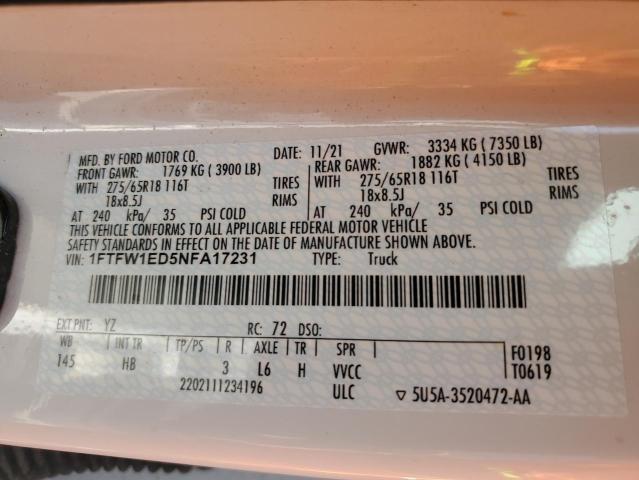 MFD. BY FORD MOTOR CO. DATE: 11/21 GVWR: 3334 KG ( 7350 LB)
FRONT GAWR: 1769 KG ( 3900 LB) REAR GAWR: 1882 KG ( 4150 LB)
WITH 275/65R18 116T TIRES WITH 275/65R18 116T TIRES
18x8.5J RIMS 18x8.5J RIMS
AT 240 kPa/ 35 PSI COLD AT 240 kPa/ 35 PSI COLD
THIS VEHICLE CONFORMS TO ALL APPLICABLE FEDERAL MOTOR VEHICLE
SAFETY STANDARDS IN EFFECT ON THE DATE OF MANUFACTURE SHOWN ABOVE.
VIN: 1FTFW1ED5NFA17231 TYPE: Truck
EXT PNT: YZ RC: 72 DSO:
WB INT TR TP/PS R AXLE TR SPR F0198
145 HB 3 L6 H VVCC T0619
2202111234196 ULC 5U5A-3520472-AA